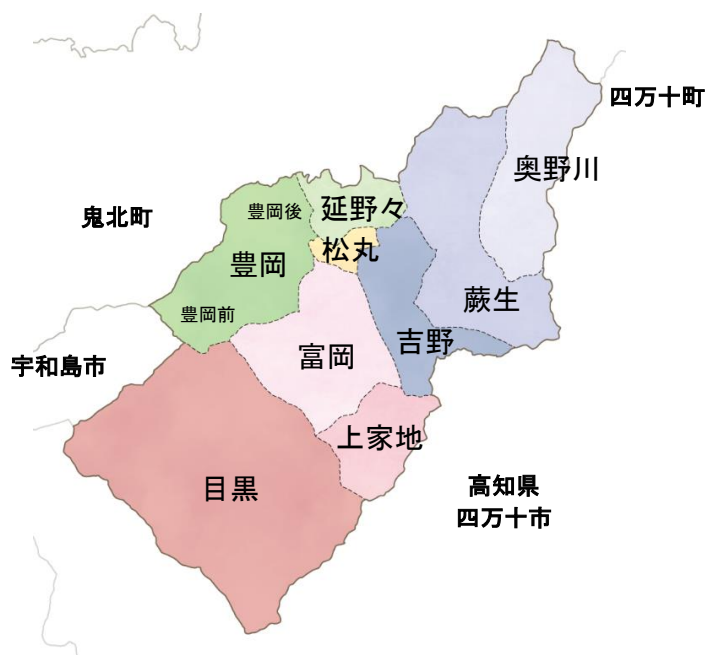 四万十町
奥野川
鬼北町
豊岡後
延野々
松丸
豊岡
豊岡前
蕨生
吉野
富岡
宇和島市
上家地
目黒
高知県
四万十市